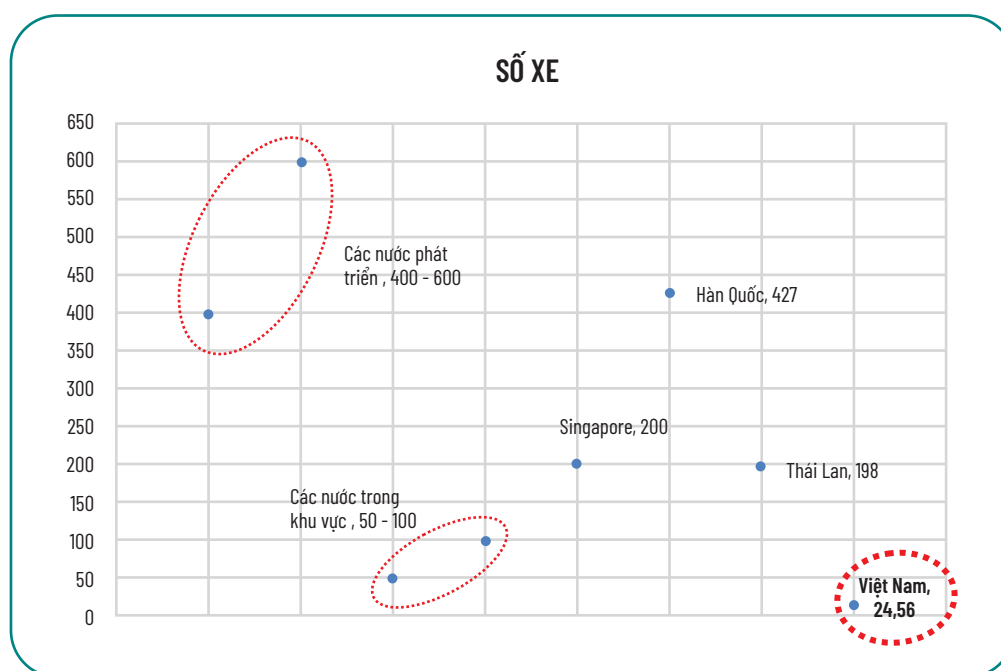 SỐ XE
650
600
550
500
450
400
350
300
250
200
150
100
50
0
Các nước phát
triển , 400 - 600
Hàn Quốc, 427
Singapore, 200
Thái Lan, 198
Các nước trong
khu vực , 50 - 100
Việt Nam,
24,56